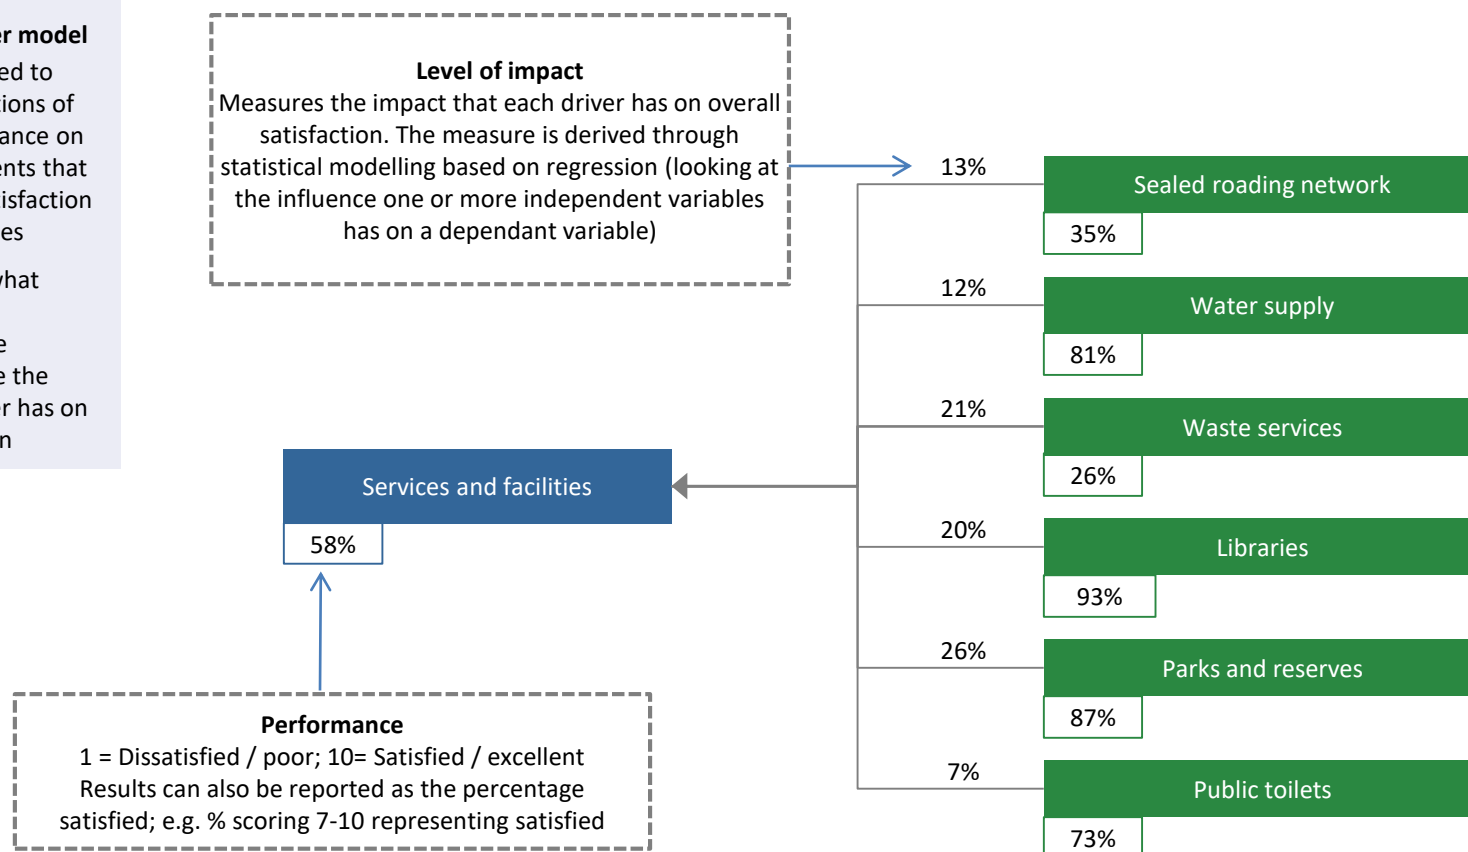 er model
ed to
tions of
ance on
ents that
tisfaction
es
what
e
e the
er has on
n
Level of impact
Measures the impact that each driver has on overall
satisfaction. The measure is derived through
statistical modelling based on regression (looking at
the influence one or more independent variables
has on a dependant variable)
13%
Sealed roading network
35%
12%
Water supply
81%
21%
Waste services
26%
Services and facilities
58%
20%
Libraries
93%
26%
Parks and reserves
87%
7%
Public toilets
73%
Performance
1 = Dissatisfied / poor; 10= Satisfied / excellent
Results can also be reported as the percentage
satisfied; e.g. % scoring 7-10 representing satisfied